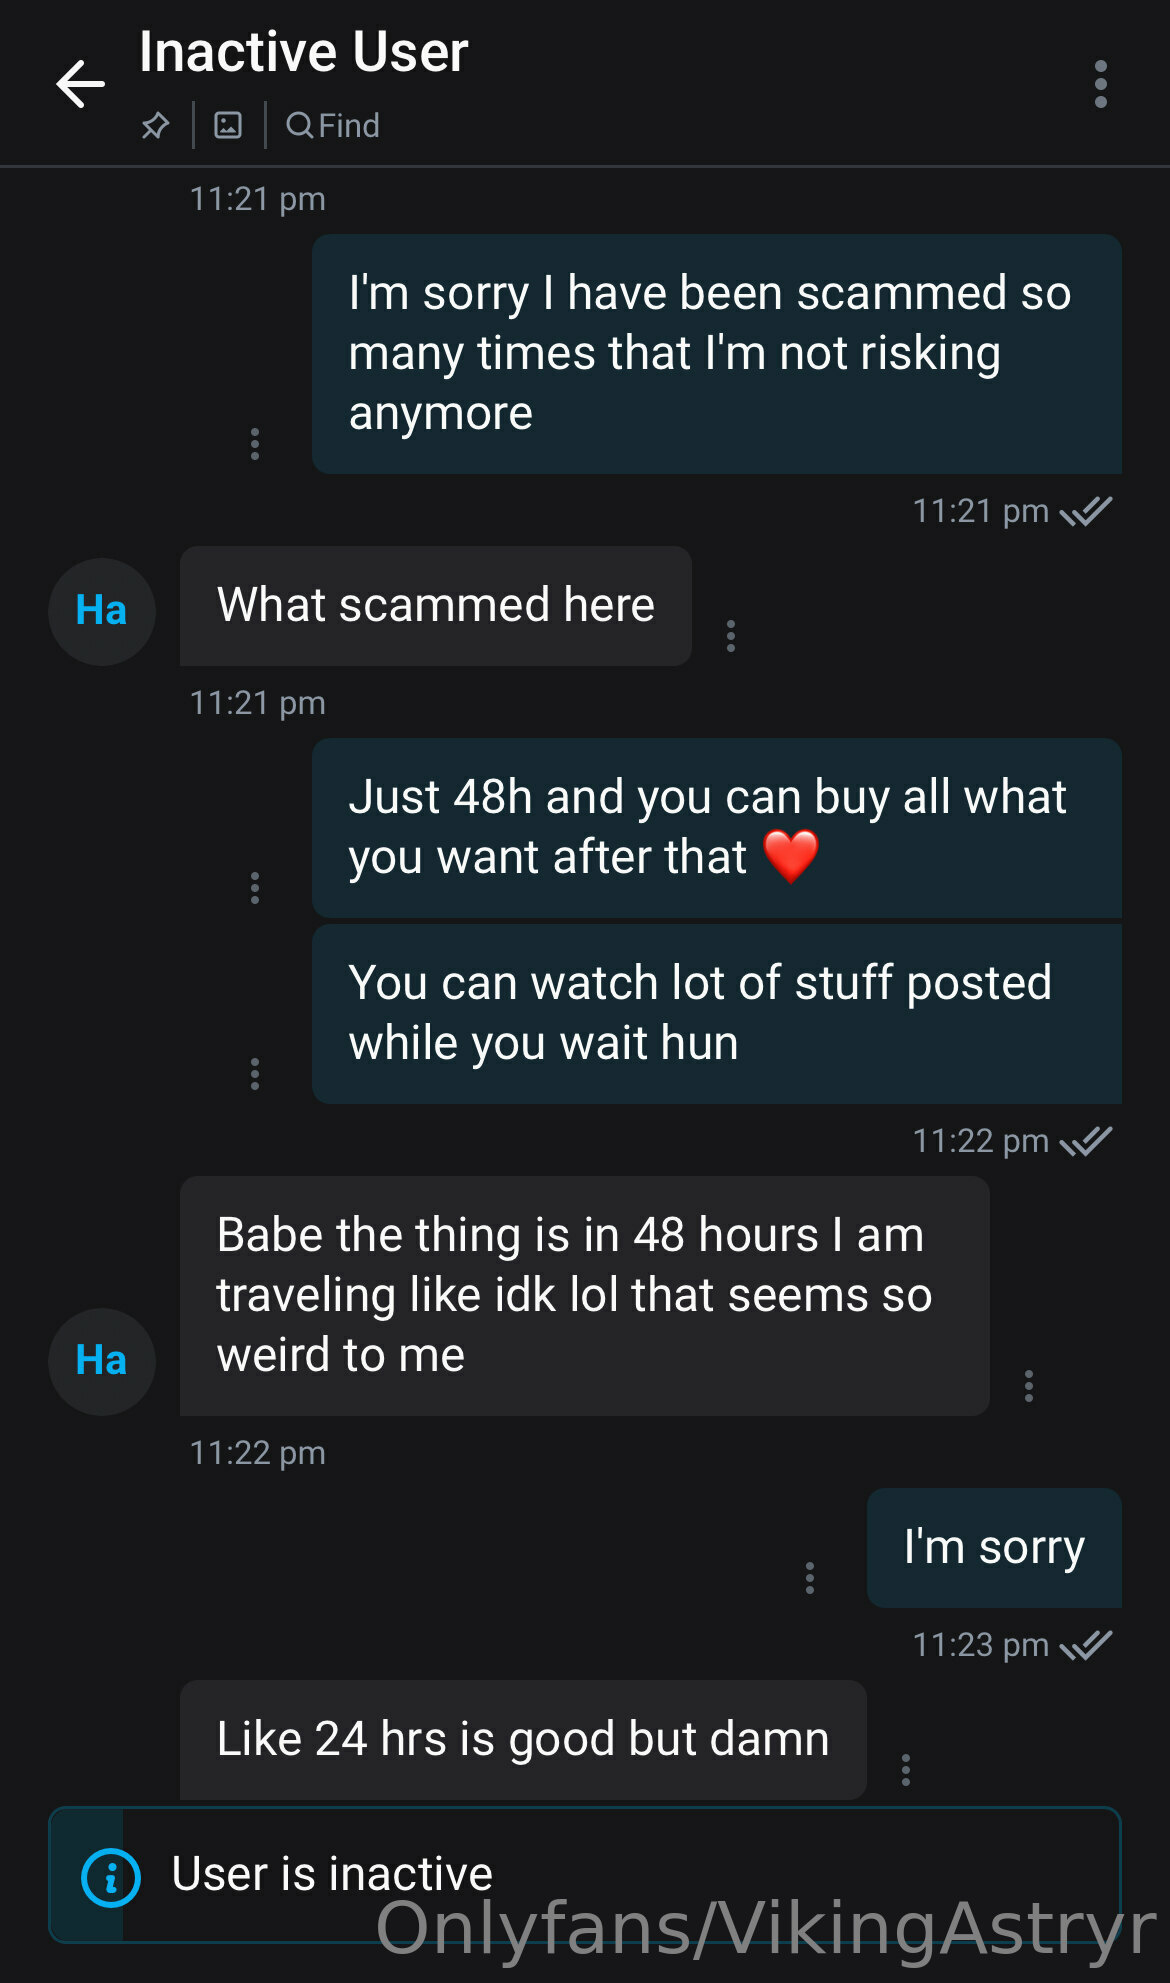 Inactive User
Find
11:21 pm
I'm sorry I have been scammed so
many times that I'm not risking
anymore
11:21 pm
Ha
What scammed here
11:21 pm
Just 48h and you can buy all what
you want after that ❤️
You can watch lot of stuff posted
while you wait hun
11:22 pm
Babe the thing is in 48 hours I am
traveling like idk lol that seems so
weird to me
Ha
11:22 pm
I'm sorry
11:23 pm
Like 24 hrs is good but damn
User is inactive
Onlyfans/VikingAstryr